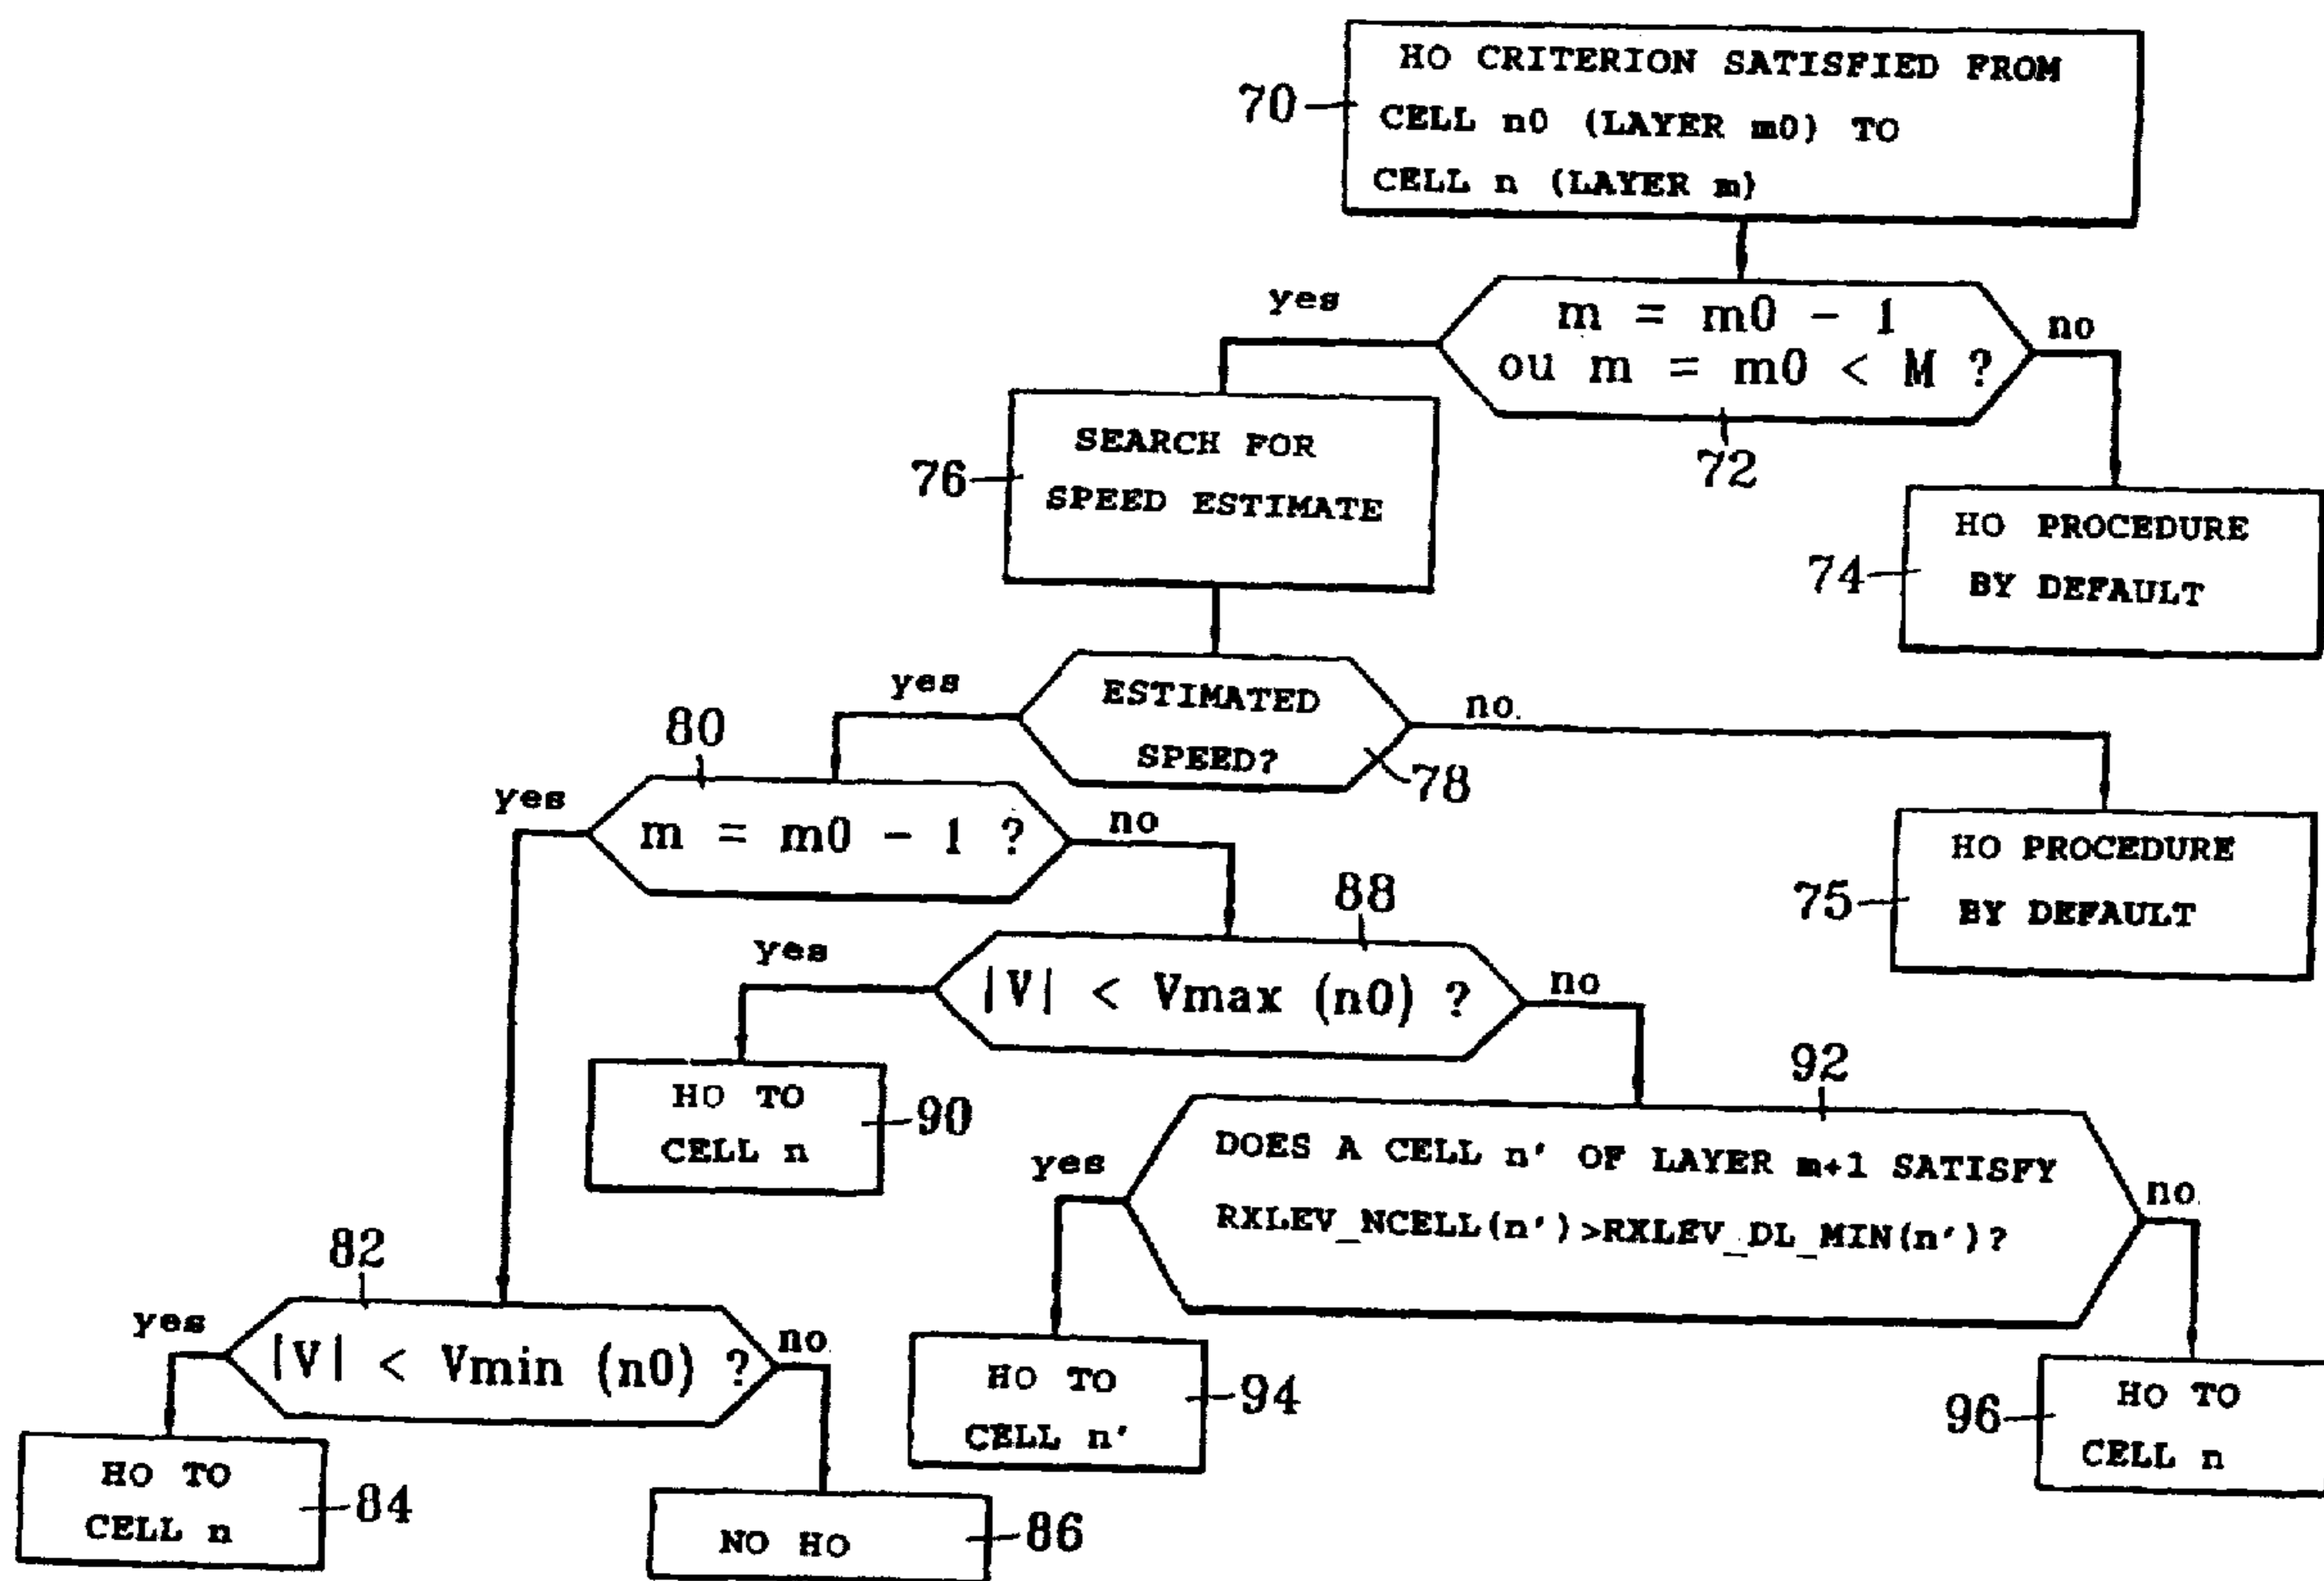 HO CRITERION SATISFIED FROM
CELL n0 (LAYER m0) TO
CELL n (LAYER m)
70
yes
m = m0 - 1
ou m = m0 < M ?
no
72
SEARCH FOR
SPEED ESTIMATE
76
HO PROCEDURE
BY DEFAULT
74
yes
ESTIMATED
SPEED?
no
78
80
yes
m = m0 - 1 ?
no
HO PROCEDURE
BY DEFAULT
75
88
yes
|V| < Vmax (n0) ?
no
HO TO
CELL n
90
92
yes
DOES A CELL n' OF LAYER m+1 SATISFY
RXLEV_NCELL(n')>RXLEV_DL_MIN(n')?
no
82
yes
|V| < Vmin (n0) ?
no
HO TO
CELL n'
94
HO TO
CELL n
96
HO TO
CELL n
84
NO HO
86